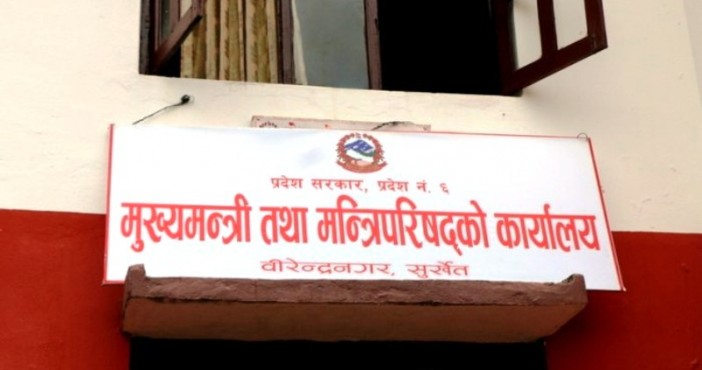 प्रदेश सरकार, प्रदेश नं. ६
मुख्यमन्त्री तथा मन्त्रिपरिषद्को कार्यालय
वीरेन्द्रनगर, सुर्खेत